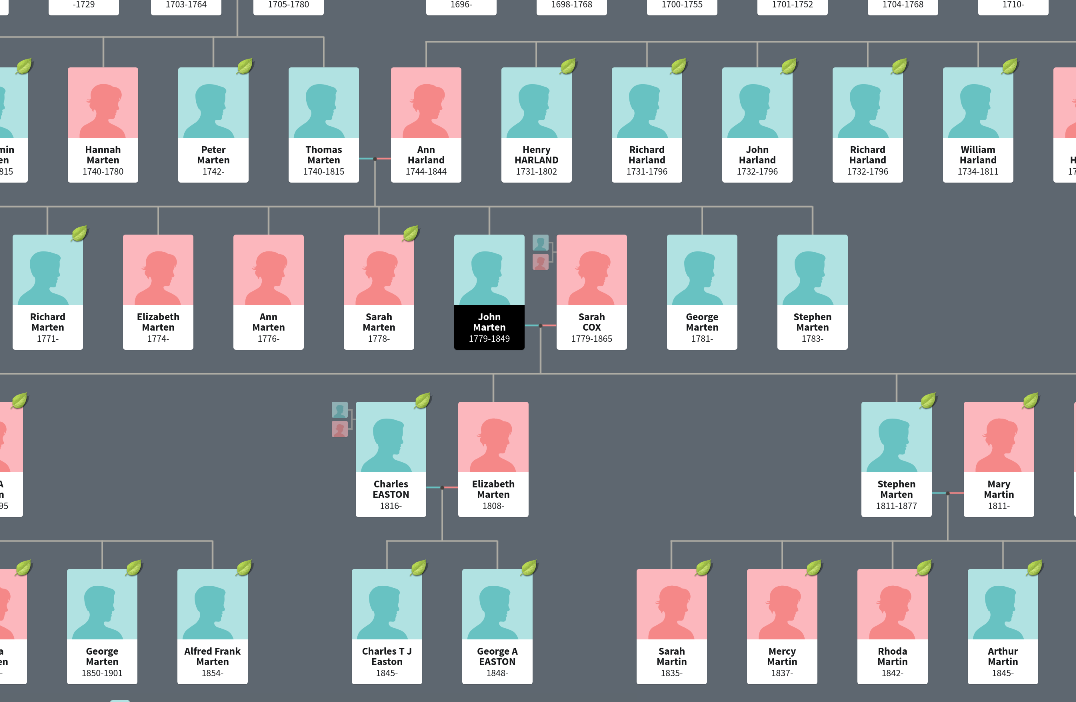 -1729
1703-1764
1705-1780
1696-
1698-1768
1700-1755
1701-1752
1704-1768
1710-
Hannah
Marten
1740-1780
Peter
Marten
1742-
Thomas
Marten
1740-1815
Ann
Harland
1744-1844
Henry
HARLAND
1731-1802
Richard
Harland
1731-1796
John
Harland
1732-1796
Richard
Harland
1732-1796
William
Harland
1734-1811
Richard
Marten
1771-
Elizabeth
Marten
1774-
Ann
Marten
1776-
Sarah
Marten
1778-
John
Marten
1779-1849
Sarah
COX
1779-1865
George
Marten
1781-
Stephen
Marten
1783-
Charles
EASTON
1816-
Elizabeth
Marten
1808-
Stephen
Marten
1811-1877
Mary
Martin
1811-
George
Marten
1850-1901
Alfred Frank
Marten
1854-
Charles T J
Easton
1845-
George A
EASTON
1848-
Sarah
Martin
1835-
Mercy
Martin
1837-
Rhoda
Martin
1842-
Arthur
Martin
1845-